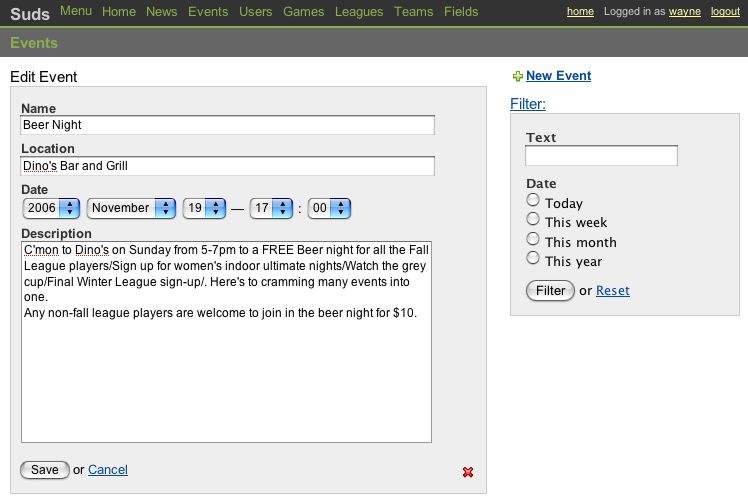 Suds Menu Home News Events Users Games Leagues Teams Fields home Logged in as wayne logout
Events
Edit Event
Name
Beer Night
Location
Dino's Bar and Grill
Date
2006 November 19 — 17 : 00
Description
C'mon to Dino's on Sunday from 5-7pm to a FREE Beer night for all the Fall
League players/Sign up for women's indoor ultimate nights/Watch the grey
cup/Final Winter League sign-up/. Here's to cramming many events into
one.
Any non-fall league players are welcome to join in the beer night for $10.
Save or Cancel
New Event
Filter:
Text
Date
Today
This week
This month
This year
Filter or Reset